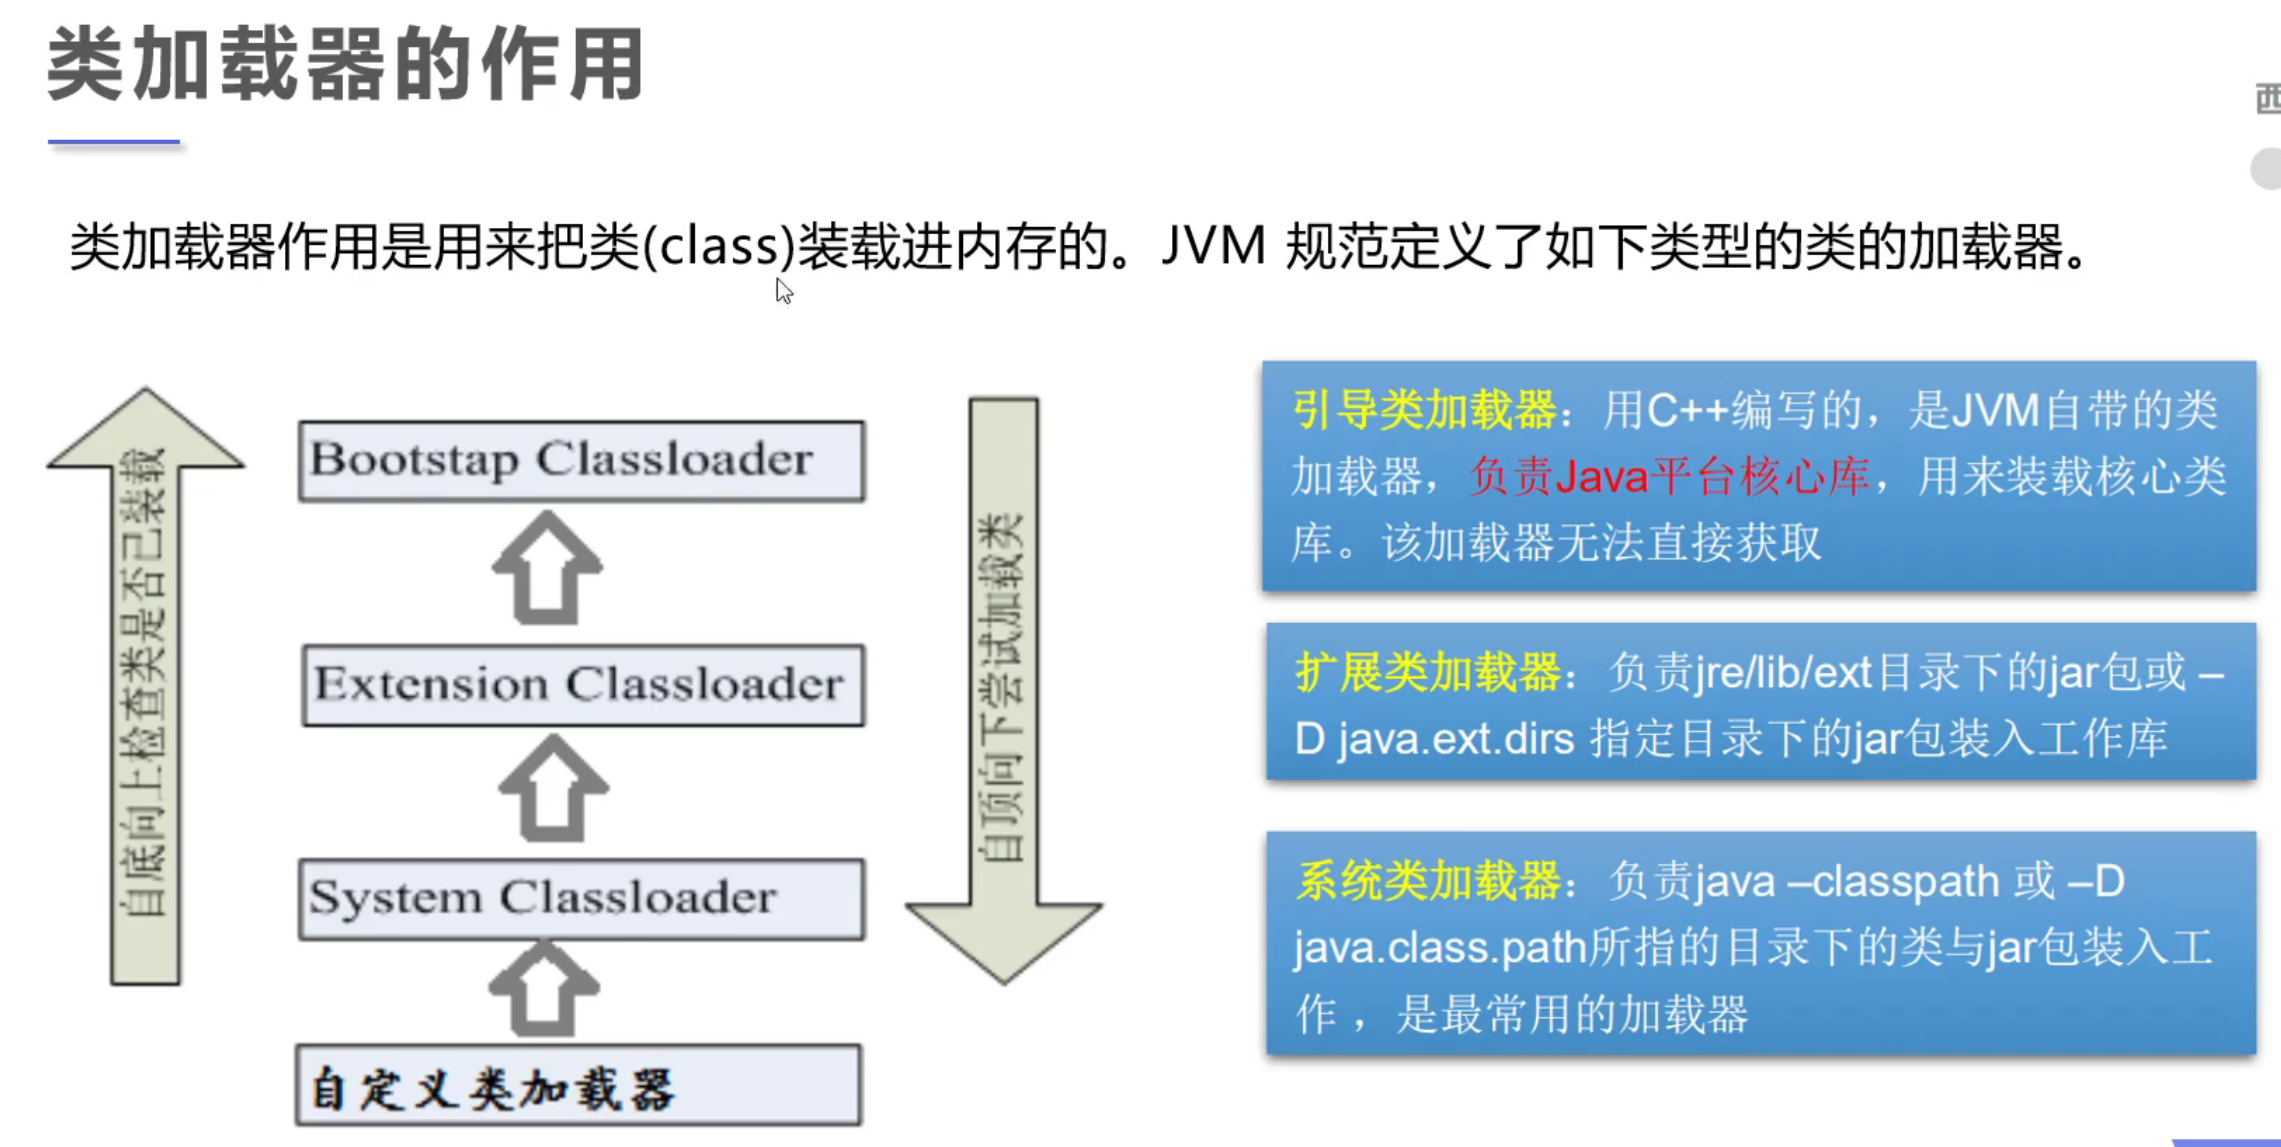 类加载器的作用
西
类加载器作用是用来把类(class)装载进内存的。JVM 规范定义了如下类型的类的加载器。
自底向上检查类是否已装载
Bootstap Classloader
Extension Classloader
System Classloader
自定义类加载器
自顶向下尝试加载类
引导类加载器：用C++编写的，是JVM自带的类
加载器，负责Java平台核心库，用来装载核心类
库。该加载器无法直接获取
扩展类加载器：负责jre/lib/ext目录下的jar包或 –
D java.ext.dirs 指定目录下的jar包装入工作库
系统类加载器：负责java –classpath 或 –D
java.class.path所指的目录下的类与jar包装入工
作 ，是最常用的加载器